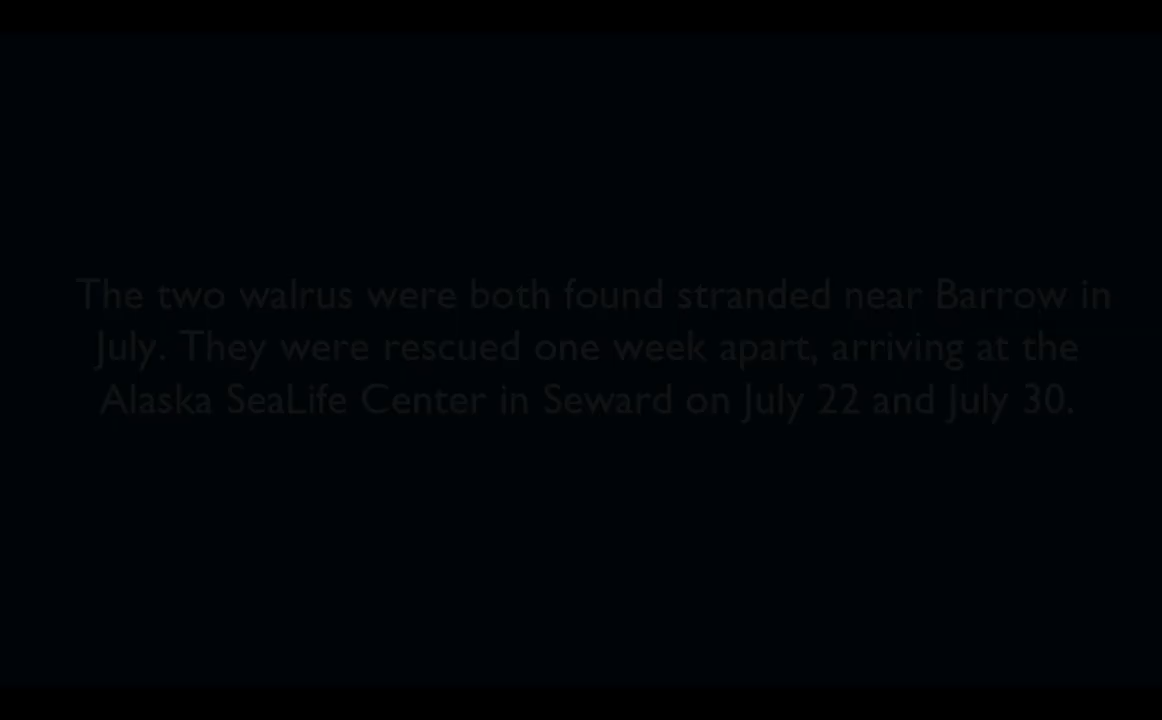 The two walrus were both found stranded near Barrow in
July. They were rescued one week apart, arriving at the
Alaska SeaLife Center in Seward on July 22 and July 30.